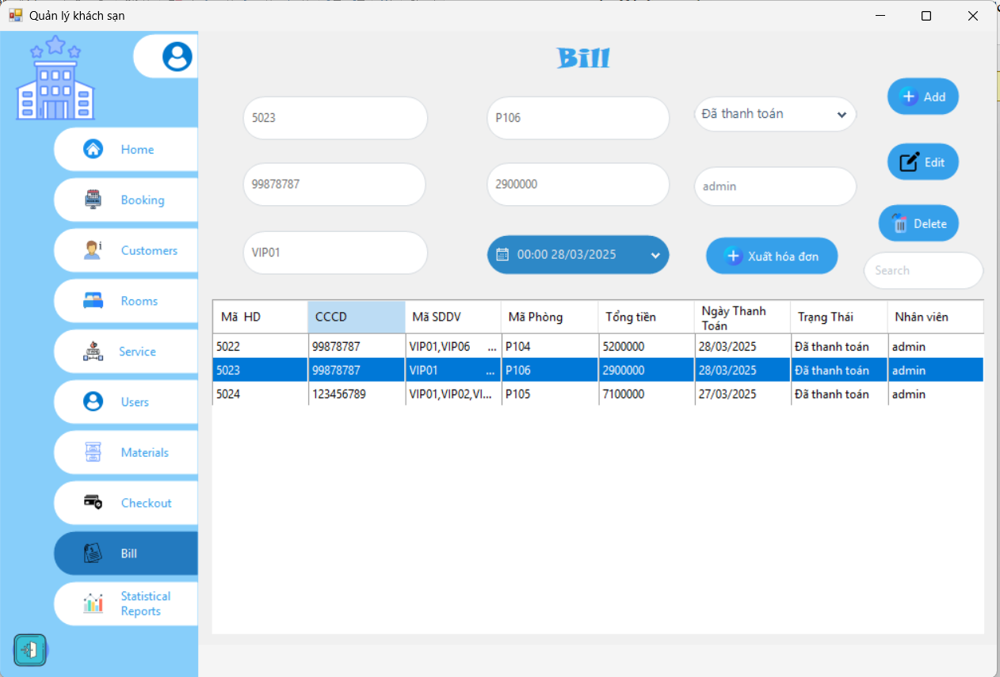 Quản lý khách sạn
Home
Booking
Customers
Rooms
Service
Users
Materials
Checkout
Bill
Statistical
Reports
Bill
5023
P106
Đã thanh toán
Add
99878787
2900000
admin
Edit
VIP01
00:00 28/03/2025
Xuất hóa đơn
Delete
Search
Mã HD CCCD Mã SDDV Mã Phòng Tổng tiền Ngày Thanh Toán Trạng Thái Nhân viên
5022 99878787 VIP01,VIP06 ... P104 5200000 28/03/2025 Đã thanh toán admin
5023 99878787 VIP01 ... P106 2900000 28/03/2025 Đã thanh toán admin
5024 123456789 VIP01,VIP02,VI... P105 7100000 27/03/2025 Đã thanh toán admin